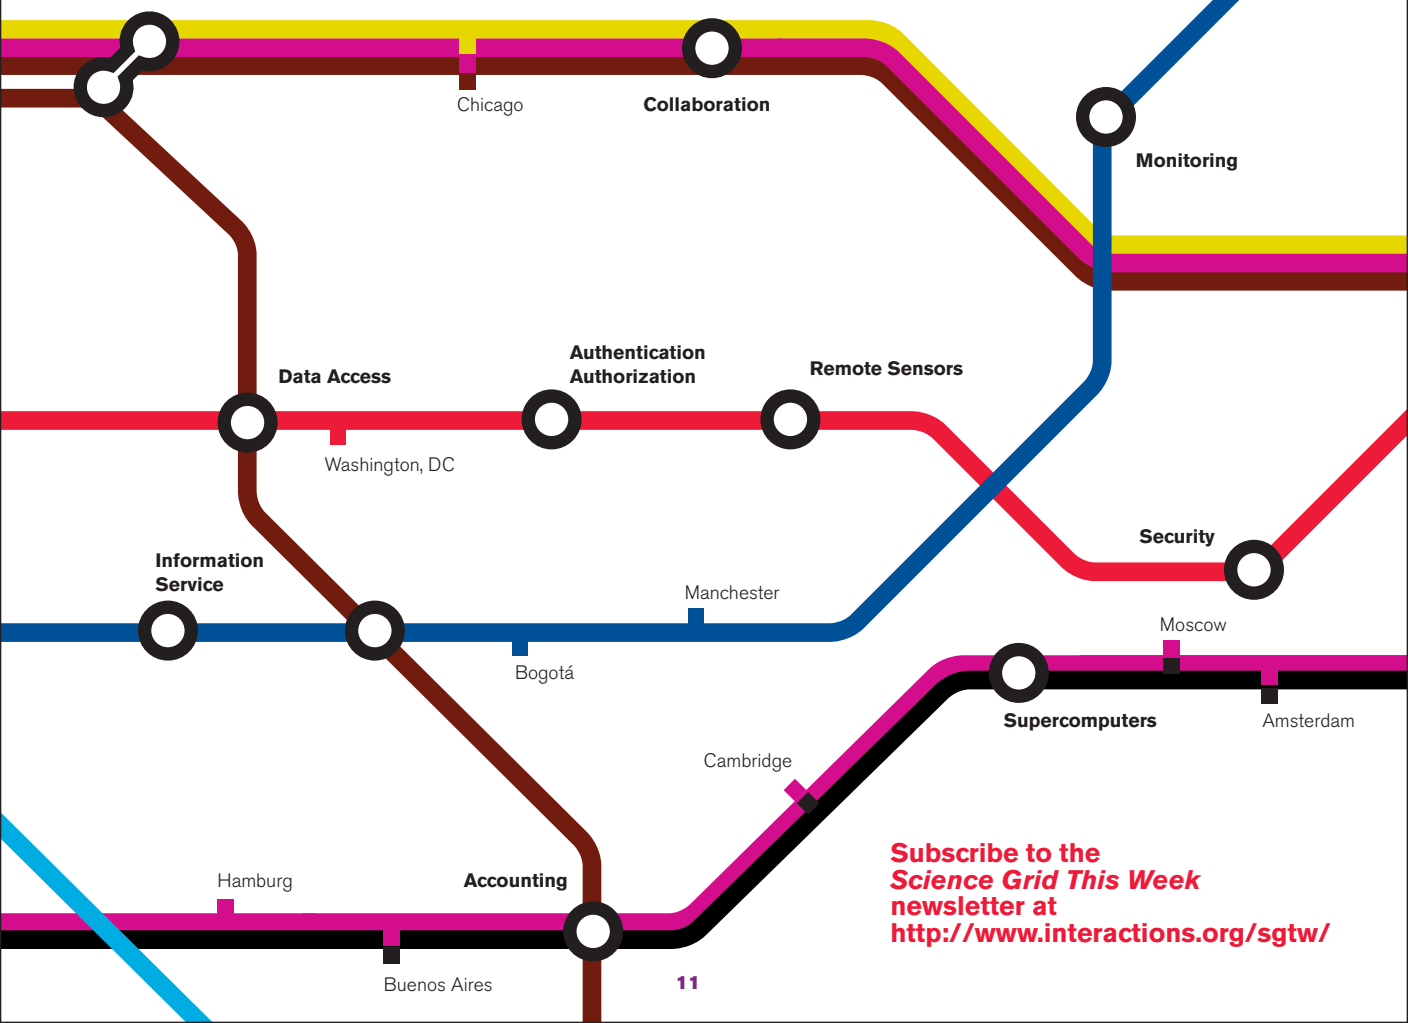 Chicago
Collaboration
Monitoring
Authentication
Authorization
Remote Sensors
Data Access
Washington, DC
Security
Information
Service
Manchester
Bogotá
Moscow
Supercomputers
Amsterdam
Cambridge
Subscribe to the
Science Grid This Week
newsletter at
http://www.interactions.org/sgtw/
Hamburg
Accounting
Buenos Aires
11